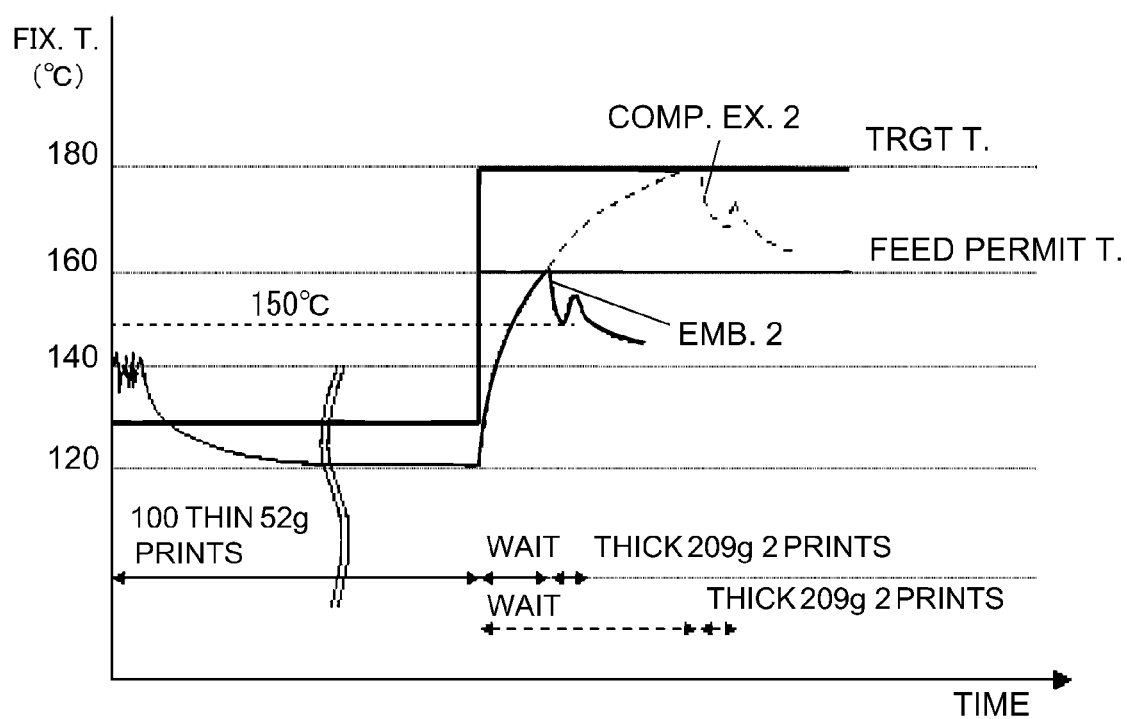 FIX. T.
(℃)
COMP. EX. 2
TRGT T.
180
FEED PERMIT T.
160
150℃
EMB. 2
140
120
100 THIN 52g
PRINTS
WAIT
THICK 209g 2 PRINTS
WAIT
THICK 209g 2 PRINTS
TIME